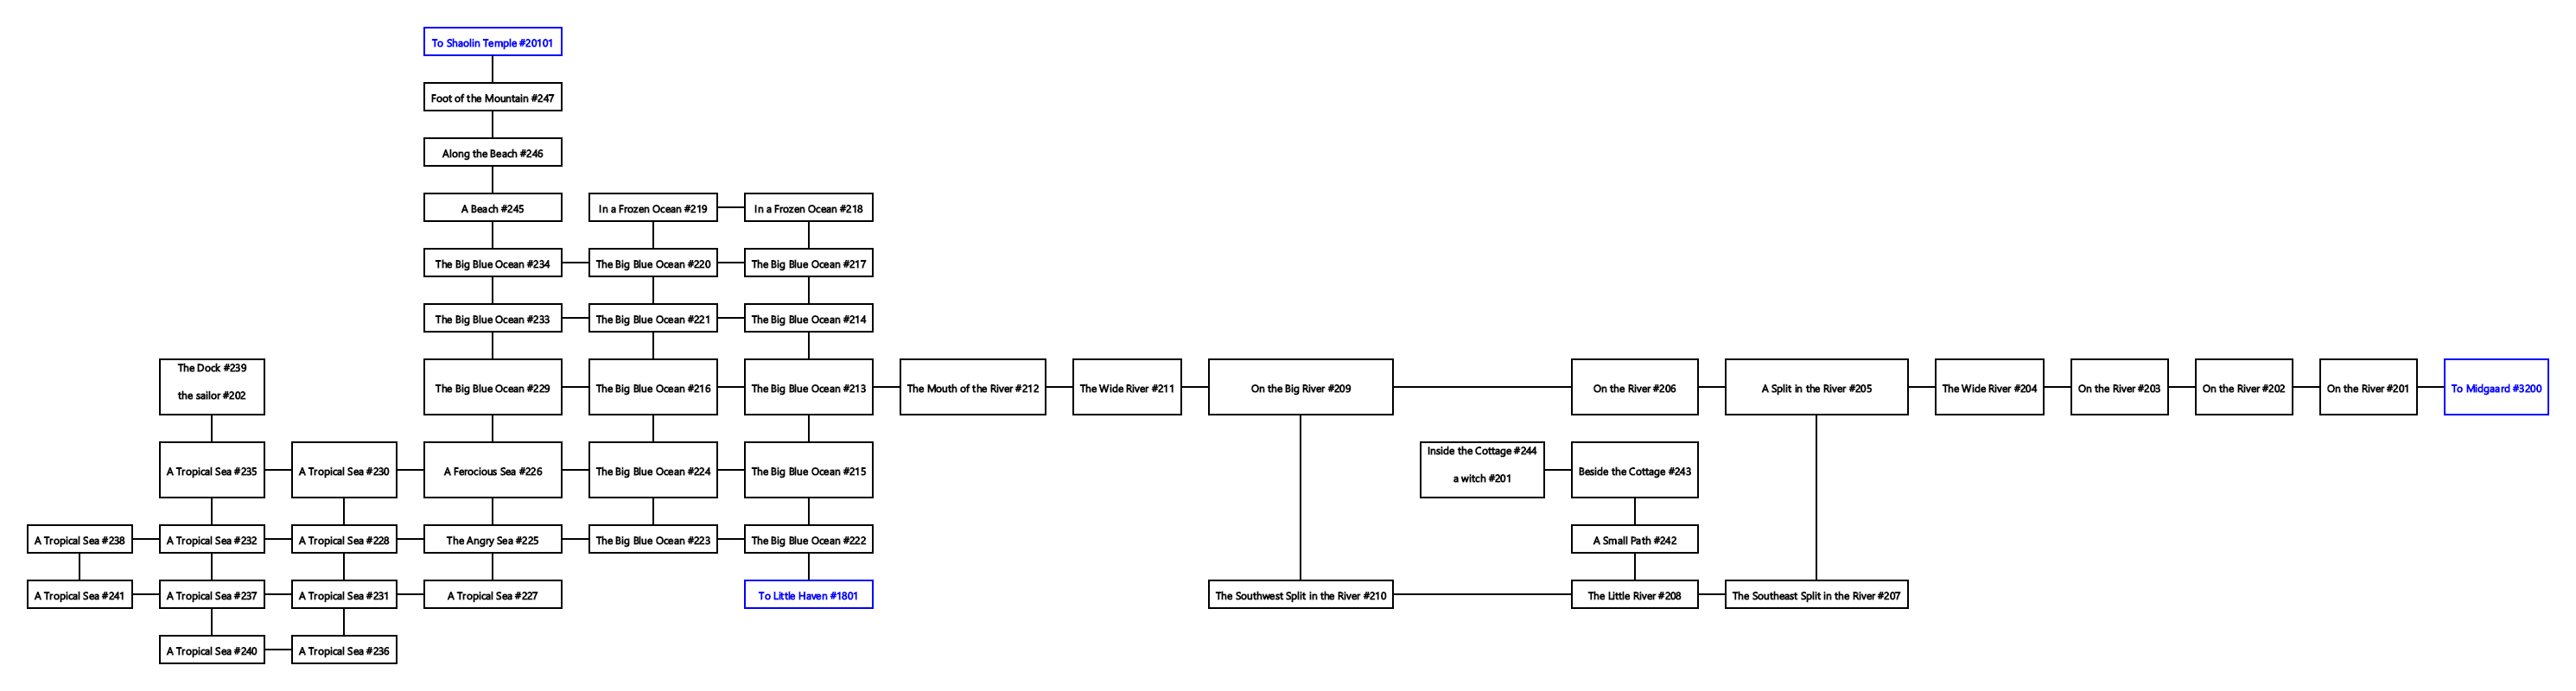 To Shaolin Temple #20101
Foot of the Mountain #247
Along the Beach #246
A Beach #245
In a Frozen Ocean #219
In a Frozen Ocean #218
The Big Blue Ocean #234
The Big Blue Ocean #220
The Big Blue Ocean #217
The Big Blue Ocean #233
The Big Blue Ocean #221
The Big Blue Ocean #214
The Dock #239
the sailor #202
The Big Blue Ocean #229
The Big Blue Ocean #216
The Big Blue Ocean #213
The Mouth of the River #212
The Wide River #211
On the Big River #209
On the River #206
A Split in the River #205
The Wide River #204
On the River #203
On the River #202
On the River #201
To Midgaard #3200
A Tropical Sea #235
A Tropical Sea #230
A Ferocious Sea #226
The Big Blue Ocean #224
The Big Blue Ocean #215
Inside the Cottage #244
a witch #201
Beside the Cottage #243
A Tropical Sea #238
A Tropical Sea #232
A Tropical Sea #228
The Angry Sea #225
The Big Blue Ocean #223
The Big Blue Ocean #222
A Small Path #242
A Tropical Sea #241
A Tropical Sea #237
A Tropical Sea #231
A Tropical Sea #227
To Little Haven #1801
The Southwest Split in the River #210
The Little River #208
The Southeast Split in the River #207
A Tropical Sea #240
A Tropical Sea #236